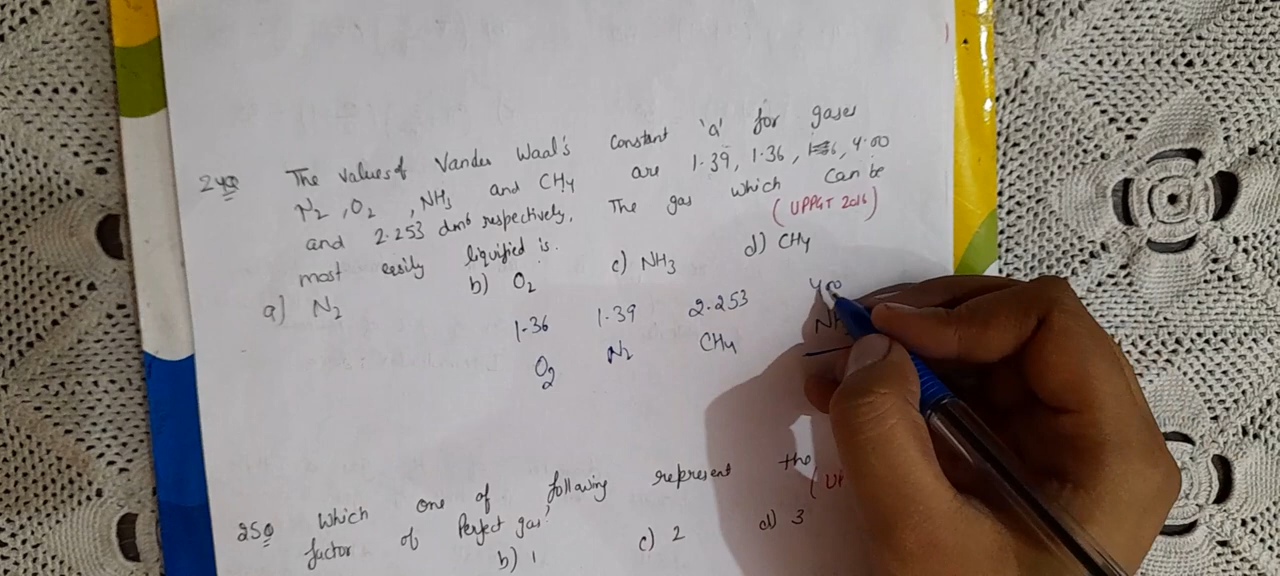 24Q The values of Vander Waal's constant 'a' for gases
N₂, O₂, NH₃ and CH₄ are 1.39, 1.36, 4.00
and 2.253 dm⁶ respectively. The gas which can be
most easily liquified is. (UPPGT 2016)
a) N₂ b) O₂ c) NH₃ d) CH₄
1.36 1.39 2.253 4.00
O₂ N₂ CH₄
25Q Which one of following represent the
factor of Perfect gas?
b) 1 c) 2 d) 3